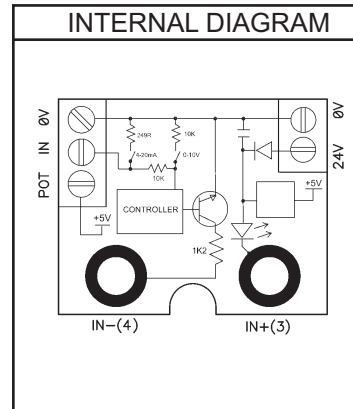 INTERNAL DIAGRAM
POT IN 0V
0V
24V
249R
10K
4-20mA
0-10V
10K
CONTROLLER
+5V
+5V
1K2
IN-(4)
IN+(3)